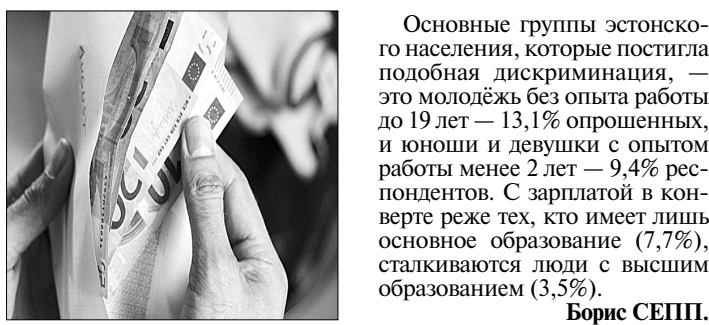 Основные группы эстонско-
го населения, которые постигла
подобная дискриминация, —
это молодёжь без опыта работы
до 19 лет — 13,1% опрошенных,
и юноши и девушки с опытом
работы менее 2 лет — 9,4% рес-
пондентов. С зарплатой в кон-
верте реже тех, кто имеет лишь
основное образование (7,7%),
сталкиваются люди с высшим
образованием (3,5%).
Борис СЕПП.